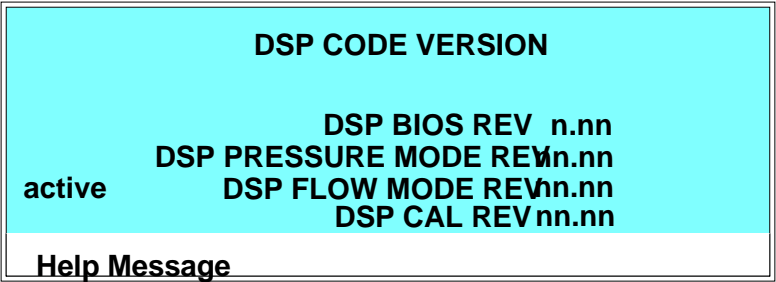 DSP CODE VERSION
DSP BIOS REV n.nn
DSP PRESSURE MODE REV nn.nn
active DSP FLOW MODE REV nn.nn
DSP CAL REV nn.nn
Help Message